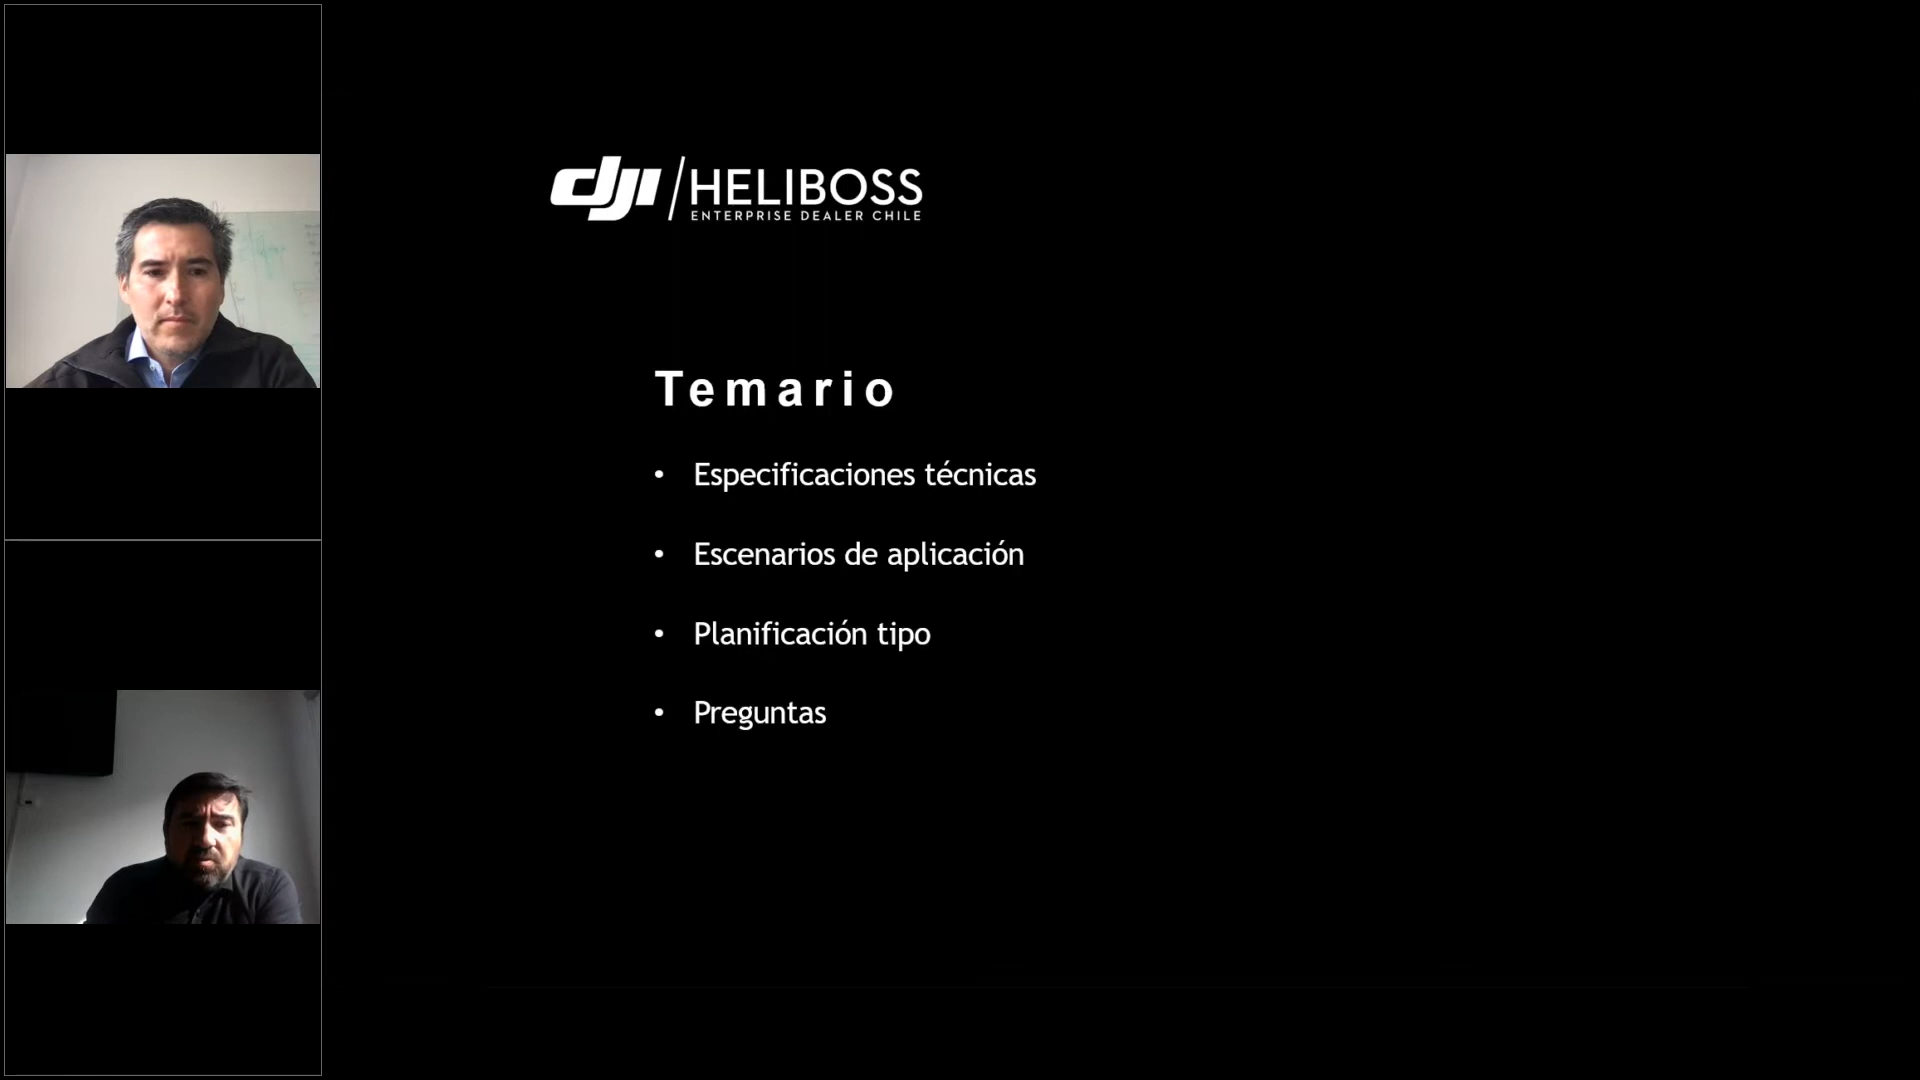 dji HELIBOSS
ENTERPRISE DEALER CHILE
Temario
• Especificaciones técnicas
• Escenarios de aplicación
• Planificación tipo
• Preguntas